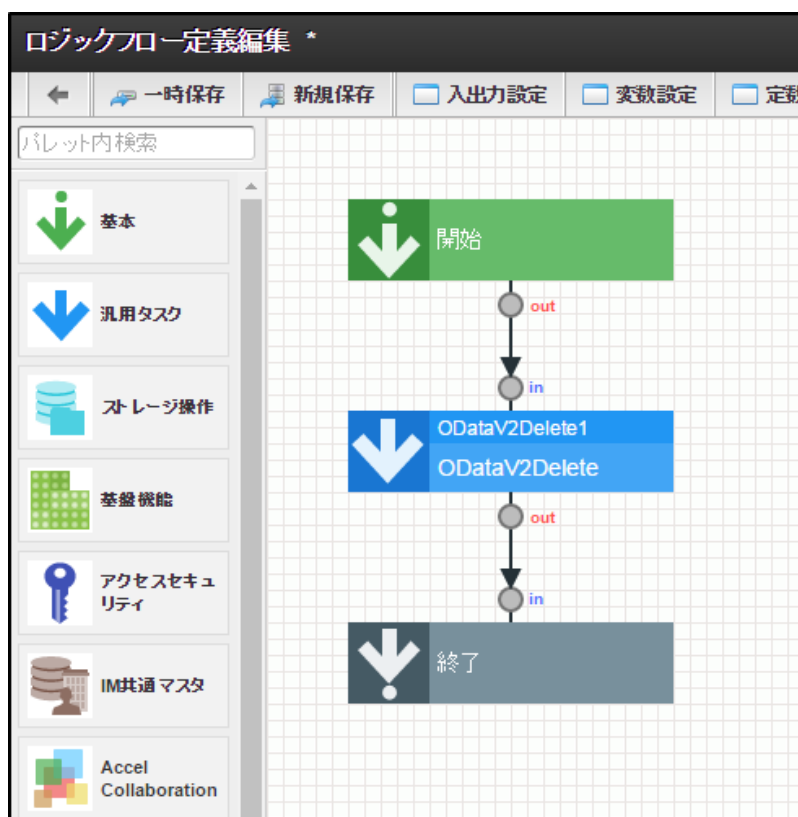 ロジックフロー定義編集 *
一時保存 新規保存 入出力設定 変数設定 定数
パレット内検索
基本
汎用タスク
ストレージ操作
基盤機能
アクセスセキュ
リティ
IM共通マスタ
Accel
Collaboration
開始
out
in
ODataV2Delete1
ODataV2Delete
out
in
終了